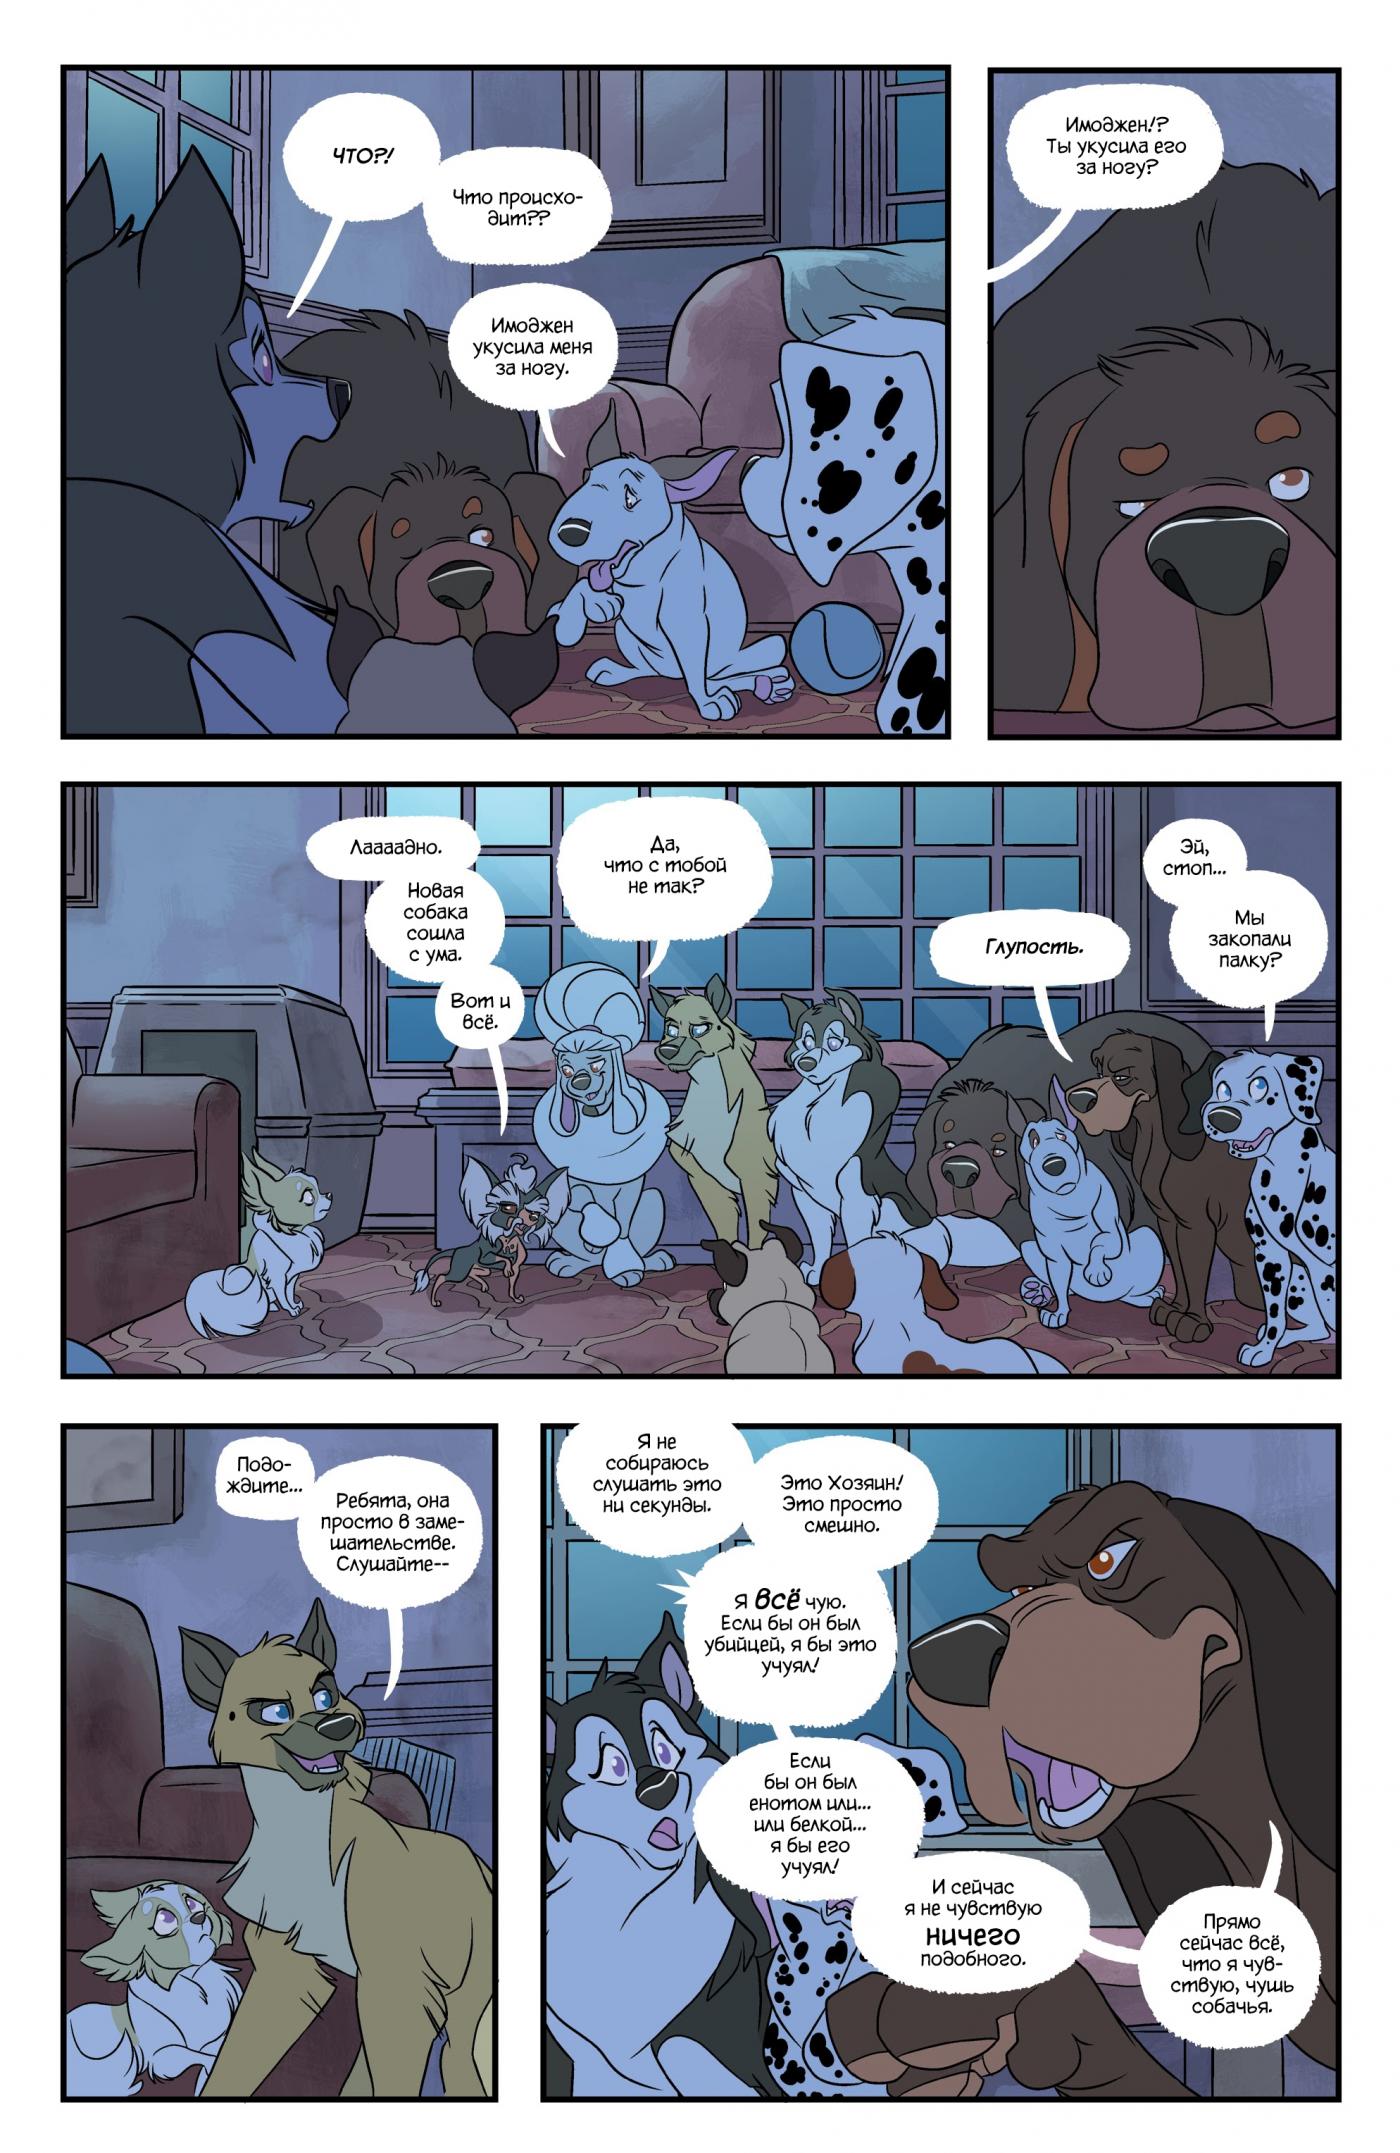 ЧТО?!
Что происхо-
дит??
Имоджен
укусила меня
за ногу.
Имоджен!?
Ты укусила его
за ногу?
Лаааадно.
Новая
собака
сошла
с ума.
Вот и
всё.
Да,
что с тобой
не так?
Глупость.
Эй,
стоп...
Мы
закопали
палку?
Подо-
ждите...
Ребята, она
просто в заме-
шательстве.
Слушайте--
Я не
собираюсь
слушать это
ни секунды.
Это Хозяин!
Это просто
смешно.
Я ВСЁ чую.
Если бы он был
убийцей, я бы это
учуял!
Если
бы он был
енотом или...
или белкой...
я бы его
учуял!
И сейчас
я не чувствую
НИЧЕГО
подобного.
Прямо
сейчас всё,
что я чув-
ствую, чушь
собачья.